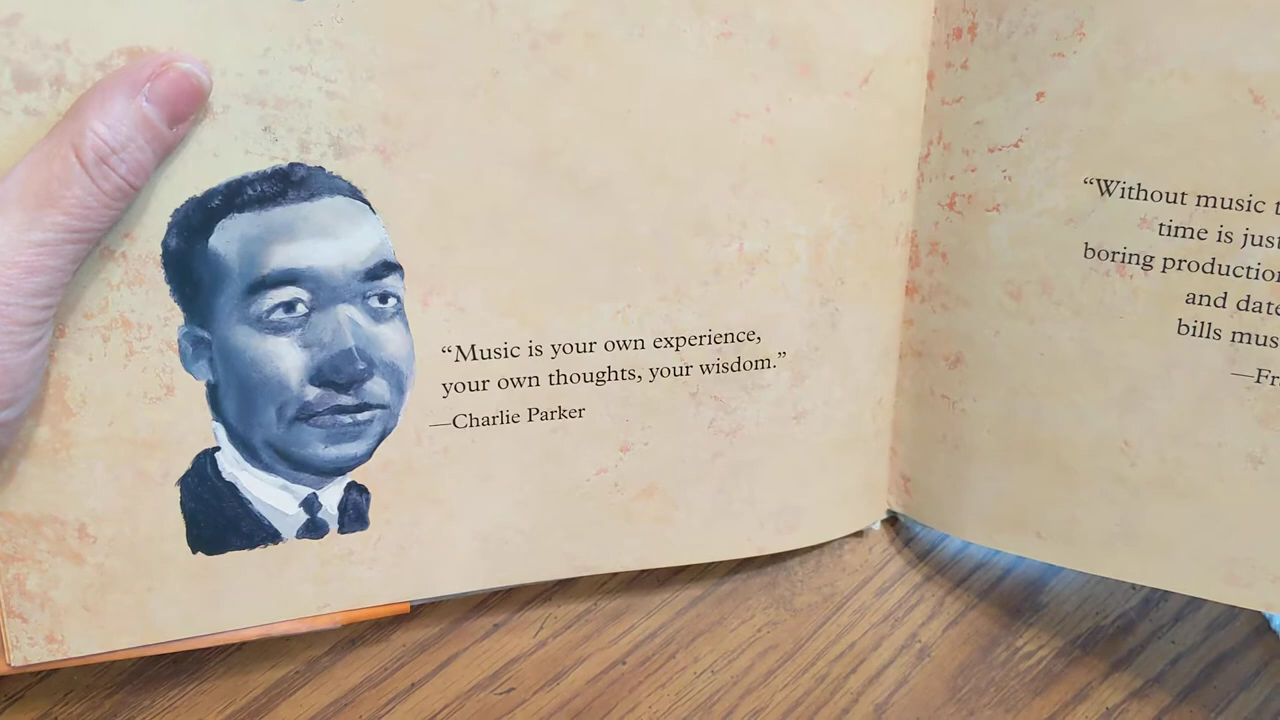 “Music is your own experience,
your own thoughts, your wisdom.”
—Charlie Parker
“Without music
time is just
boring production
and date
bills mus
—Fr